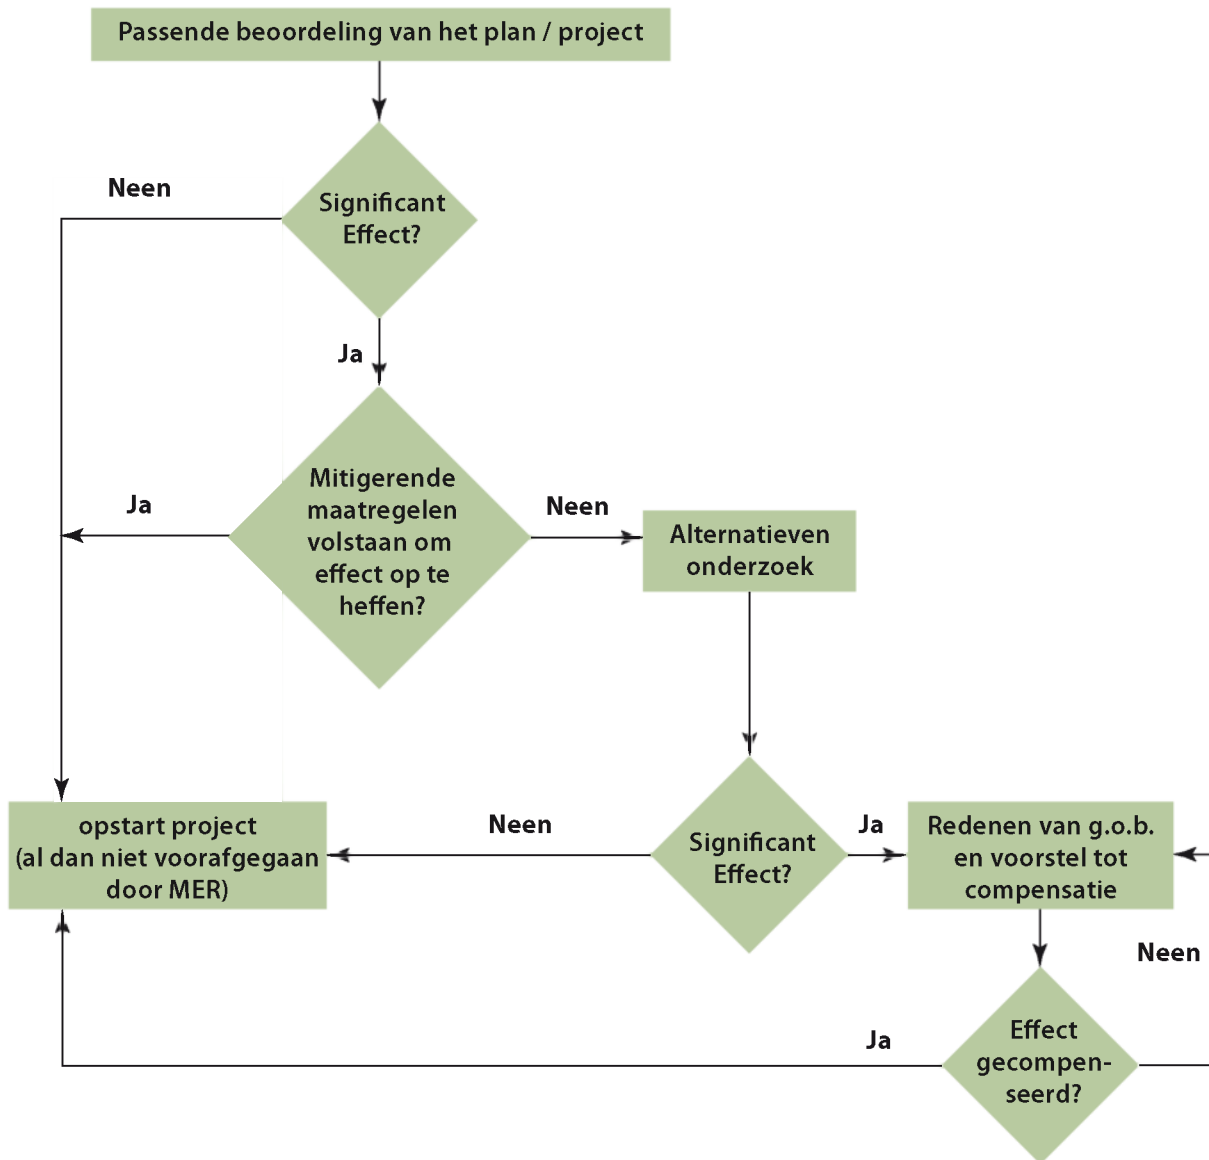 Passende beoordeling van het plan / project
Neen
Significant
Effect?
Ja
Ja
Mitigerende
maatregelen
volstaan om
effect op te
heffen?
Neen
Alternatieven
onderzoek
opstart project
(al dan niet voorafgegaan
door MER)
Neen
Significant
Effect?
Ja
Redenen van g.o.b.
en voorstel tot
compensatie
Neen
Ja
Effect
gecompen-
seerd?